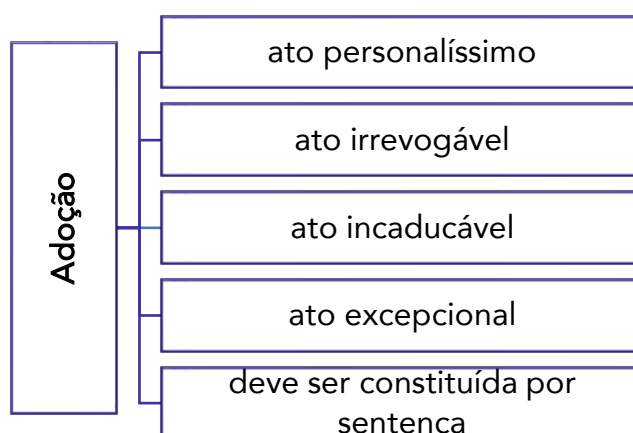 Adoção
ato personalíssimo
ato irrevogável
ato incaducável
ato excepcional
deve ser constituída por
sentença